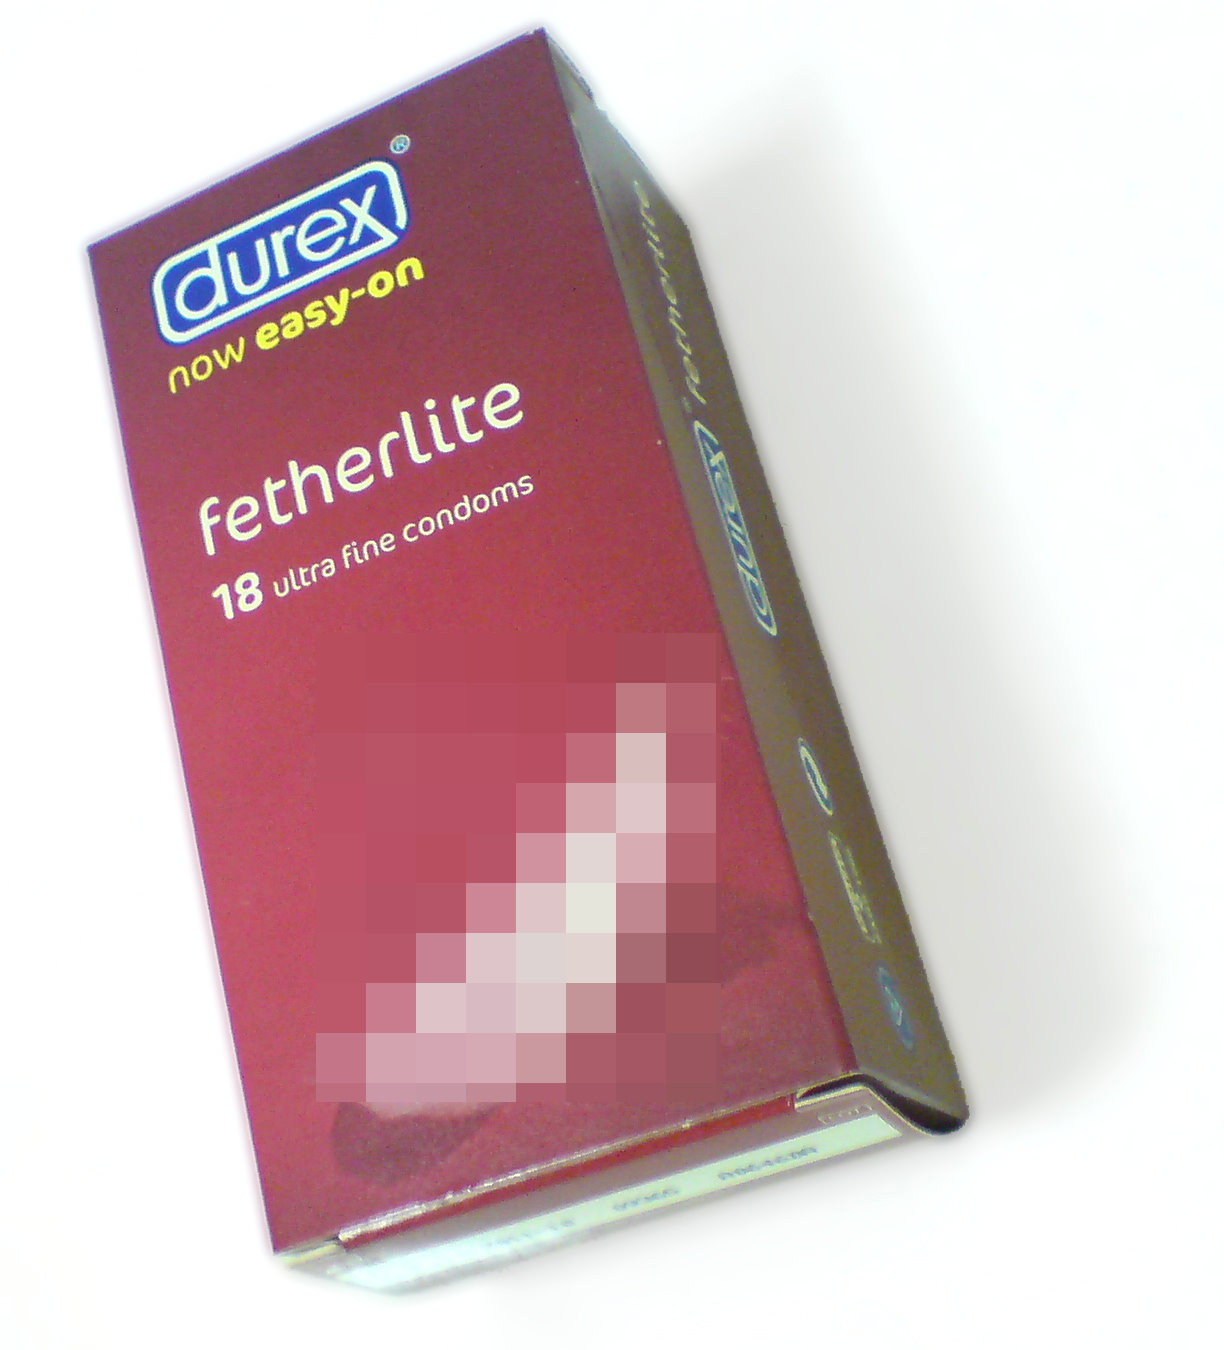 durex®
now easy-on
fetherlite
18 ultra fine condoms
durex fetherlite